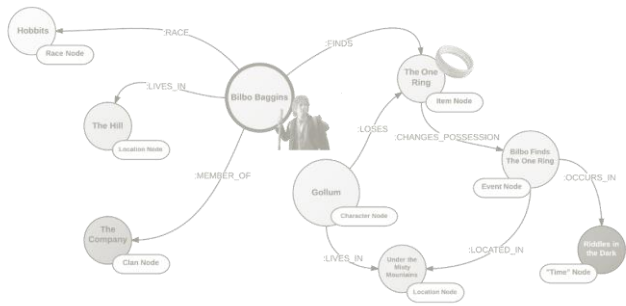 Hobbits
Race Node
:RACE
:FINDS
The One
Ring
Item Node
:LIVES_IN
Bilbo Baggins
The Hill
Location Node
:LOSES
:CHANGES_POSSESSION
Bilbo Finds
The One Ring
Event Node
:OCCURS_IN
:MEMBER_OF
Gollum
Character Node
The
Company
Clan Node
:LIVES_IN
Under the
Misty
Mountains
Location Node
:LOCATED_IN
Riddles in
the Dark
"Time" Node